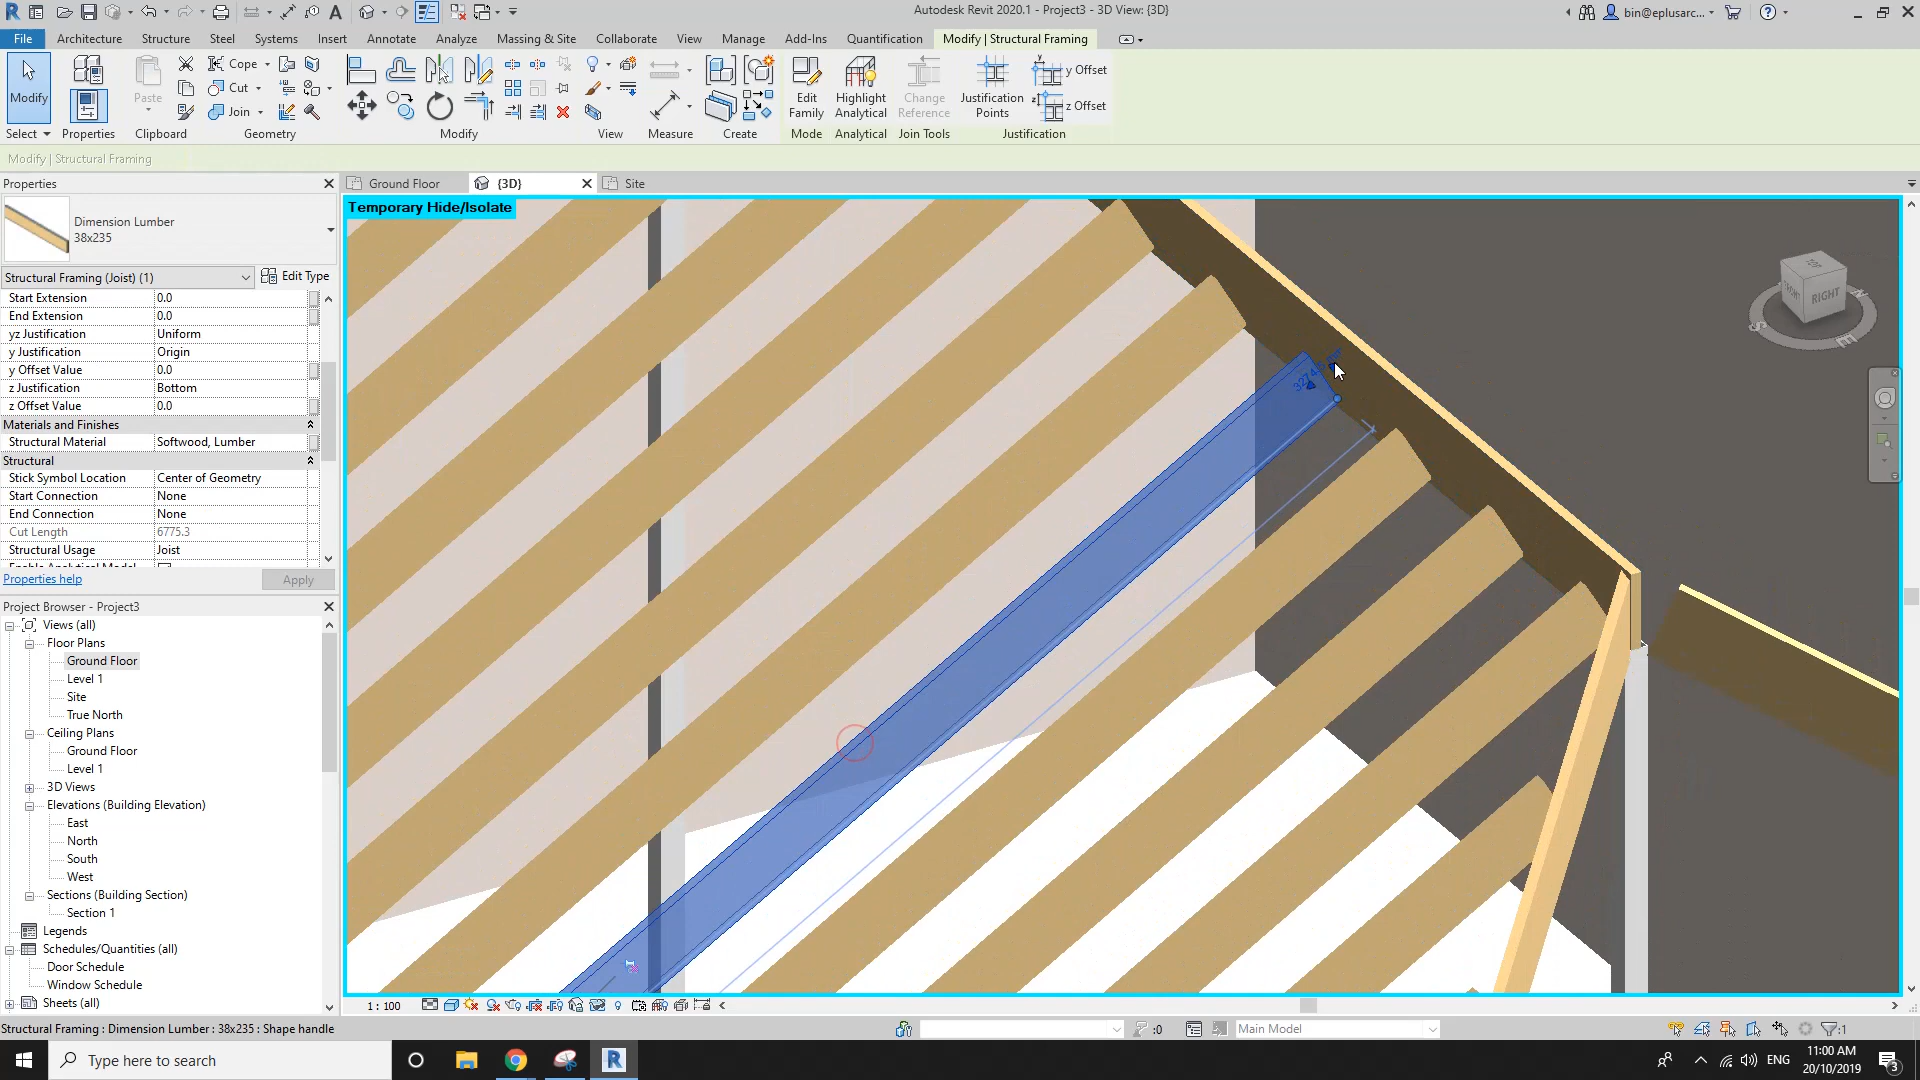 Autodesk Revit 2020.1 - Project3 - 3D View: {3D}
bin@eplusarc...
File Architecture Structure Steel Systems Insert Annotate Analyze Massing & Site Collaborate View Manage Add-Ins Quantification Modify | Structural Framing
Modify
Select
Properties
Paste
Clipboard
Cope
Cut
Join
Geometry
Modify
View
Measure
Create
Edit
Family
Mode
Highlight
Analytical
Analytical
Change
Reference
Join Tools
Justification
Points
y Offset
z Offset
Justification
Modify | Structural Framing
Properties
Dimension Lumber
38x235
Structural Framing (Joist) (1)
Edit Type
Start Extension 0.0
End Extension 0.0
yz Justification Uniform
y Justification Origin
y Offset Value 0.0
z Justification Bottom
z Offset Value 0.0
Materials and Finishes
Structural Material Softwood, Lumber
Structural
Stick Symbol Location Center of Geometry
Start Connection None
End Connection None
Cut Length 6775.3
Structural Usage Joist
Properties help
Apply
Project Browser - Project3
Views (all)
Floor Plans
Ground Floor
Level 1
Site
True North
Ceiling Plans
Ground Floor
Level 1
3D Views
Elevations (Building Elevation)
East
North
South
West
Sections (Building Section)
Section 1
Legends
Schedules/Quantities (all)
Door Schedule
Window Schedule
Sheets (all)
Ground Floor
{3D}
Site
Temporary Hide/Isolate
TOP
FRONT
RIGHT
E
1 : 100
Structural Framing : Dimension Lumber : 38x235 : Shape handle
:0
Main Model
:1
Type here to search
ENG
11:00 AM
20/10/2019
3